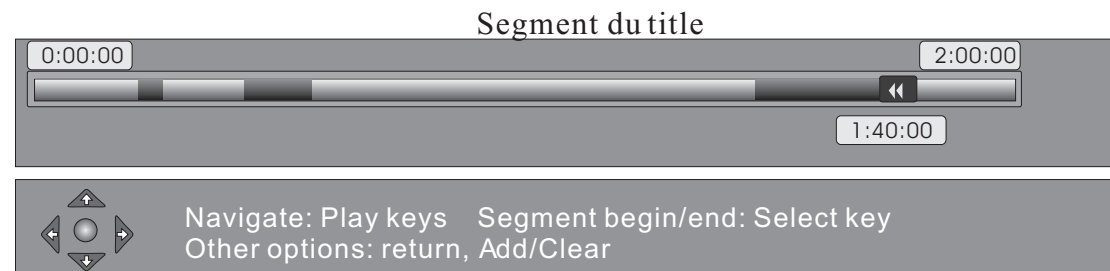 Segment du title
0:00:00
2:00:00
1:40:00
Navigate: Play keys Segment begin/end: Select key
Other options: return, Add/Clear